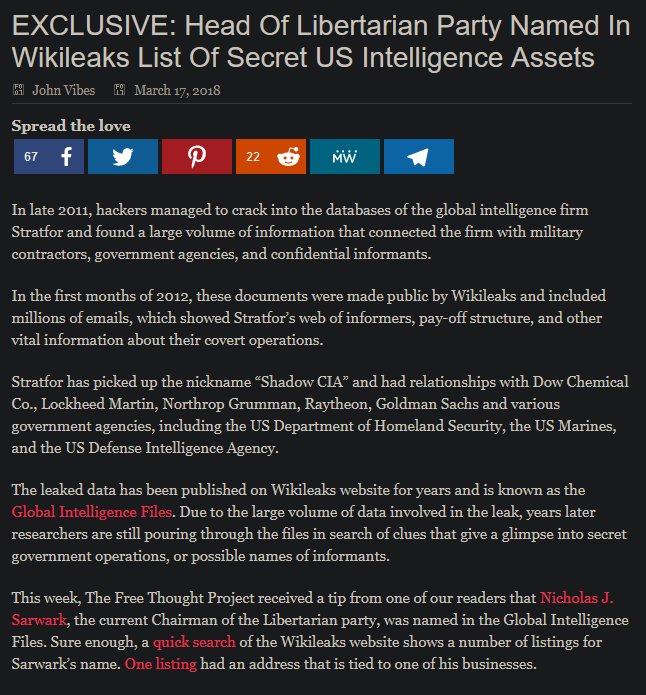 EXCLUSIVE: Head Of Libertarian Party Named In
Wikileaks List Of Secret US Intelligence Assets
John Vibes March 17, 2018
Spread the love
67 22 MW
In late 2011, hackers managed to crack into the databases of the global intelligence firm
Stratfor and found a large volume of information that connected the firm with military
contractors, government agencies, and confidential informants.
In the first months of 2012, these documents were made public by Wikileaks and included
millions of emails, which showed Stratfor’s web of informers, pay-off structure, and other
vital information about their covert operations.
Stratfor has picked up the nickname “Shadow CIA” and had relationships with Dow Chemical
Co., Lockheed Martin, Northrop Grumman, Raytheon, Goldman Sachs and various
government agencies, including the US Department of Homeland Security, the US Marines,
and the US Defense Intelligence Agency.
The leaked data has been published on Wikileaks website for years and is known as the
Global Intelligence Files. Due to the large volume of data involved in the leak, years later
researchers are still pouring through the files in search of clues that give a glimpse into secret
government operations, or possible names of informants.
This week, The Free Thought Project received a tip from one of our readers that Nicholas J.
Sarwark, the current Chairman of the Libertarian party, was named in the Global Intelligence
Files. Sure enough, a quick search of the Wikileaks website shows a number of listings for
Sarwark’s name. One listing had an address that is tied to one of his businesses.